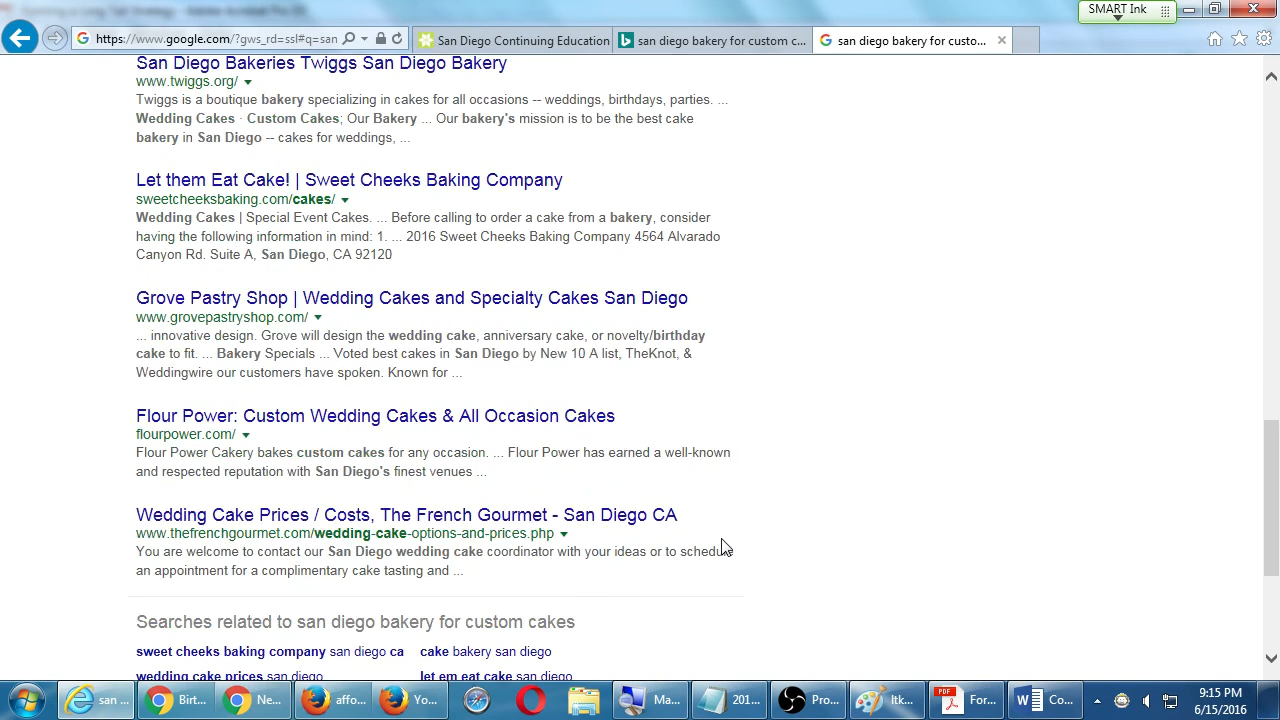 SMART Ink
https://www.google.com/?gws_rd=ssl#q=san
San Diego Continuing Education
san diego bakery for custom c...
san diego bakery for custo...
San Diego Bakeries Twiggs San Diego Bakery
www.twiggs.org/
Twiggs is a boutique bakery specializing in cakes for all occasions -- weddings, birthdays, parties. ...
Wedding Cakes · Custom Cakes; Our Bakery ... Our bakery's mission is to be the best cake
bakery in San Diego -- cakes for weddings, ...
Let them Eat Cake! | Sweet Cheeks Baking Company
sweetcheeksbaking.com/cakes/
Wedding Cakes | Special Event Cakes. ... Before calling to order a cake from a bakery, consider
having the following information in mind: 1. ... 2016 Sweet Cheeks Baking Company 4564 Alvarado
Canyon Rd. Suite A, San Diego, CA 92120
Grove Pastry Shop | Wedding Cakes and Specialty Cakes San Diego
www.grovepastryshop.com/
... innovative design. Grove will design the wedding cake, anniversary cake, or novelty/birthday
cake to fit. ... Bakery Specials ... Voted best cakes in San Diego by New 10 A list, TheKnot, &
Weddingwire our customers have spoken. Known for ...
Flour Power: Custom Wedding Cakes & All Occasion Cakes
flourpower.com/
Flour Power Cakery bakes custom cakes for any occasion. ... Flour Power has earned a well-known
and respected reputation with San Diego's finest venues ...
Wedding Cake Prices / Costs, The French Gourmet - San Diego CA
www.thefrenchgourmet.com/wedding-cake-options-and-prices.php
You are welcome to contact our San Diego wedding cake coordinator with your ideas or to schedule
an appointment for a complimentary cake tasting and ...
Searches related to san diego bakery for custom cakes
sweet cheeks baking company san diego ca
cake bakery san diego
wedding cake prices san diego
let em eat cake san diego
san ...
Birt...
Ne...
affo...
Yo...
Ma...
201...
Pro...
Itk...
PDF
For...
Co...
9:15 PM
6/15/2016